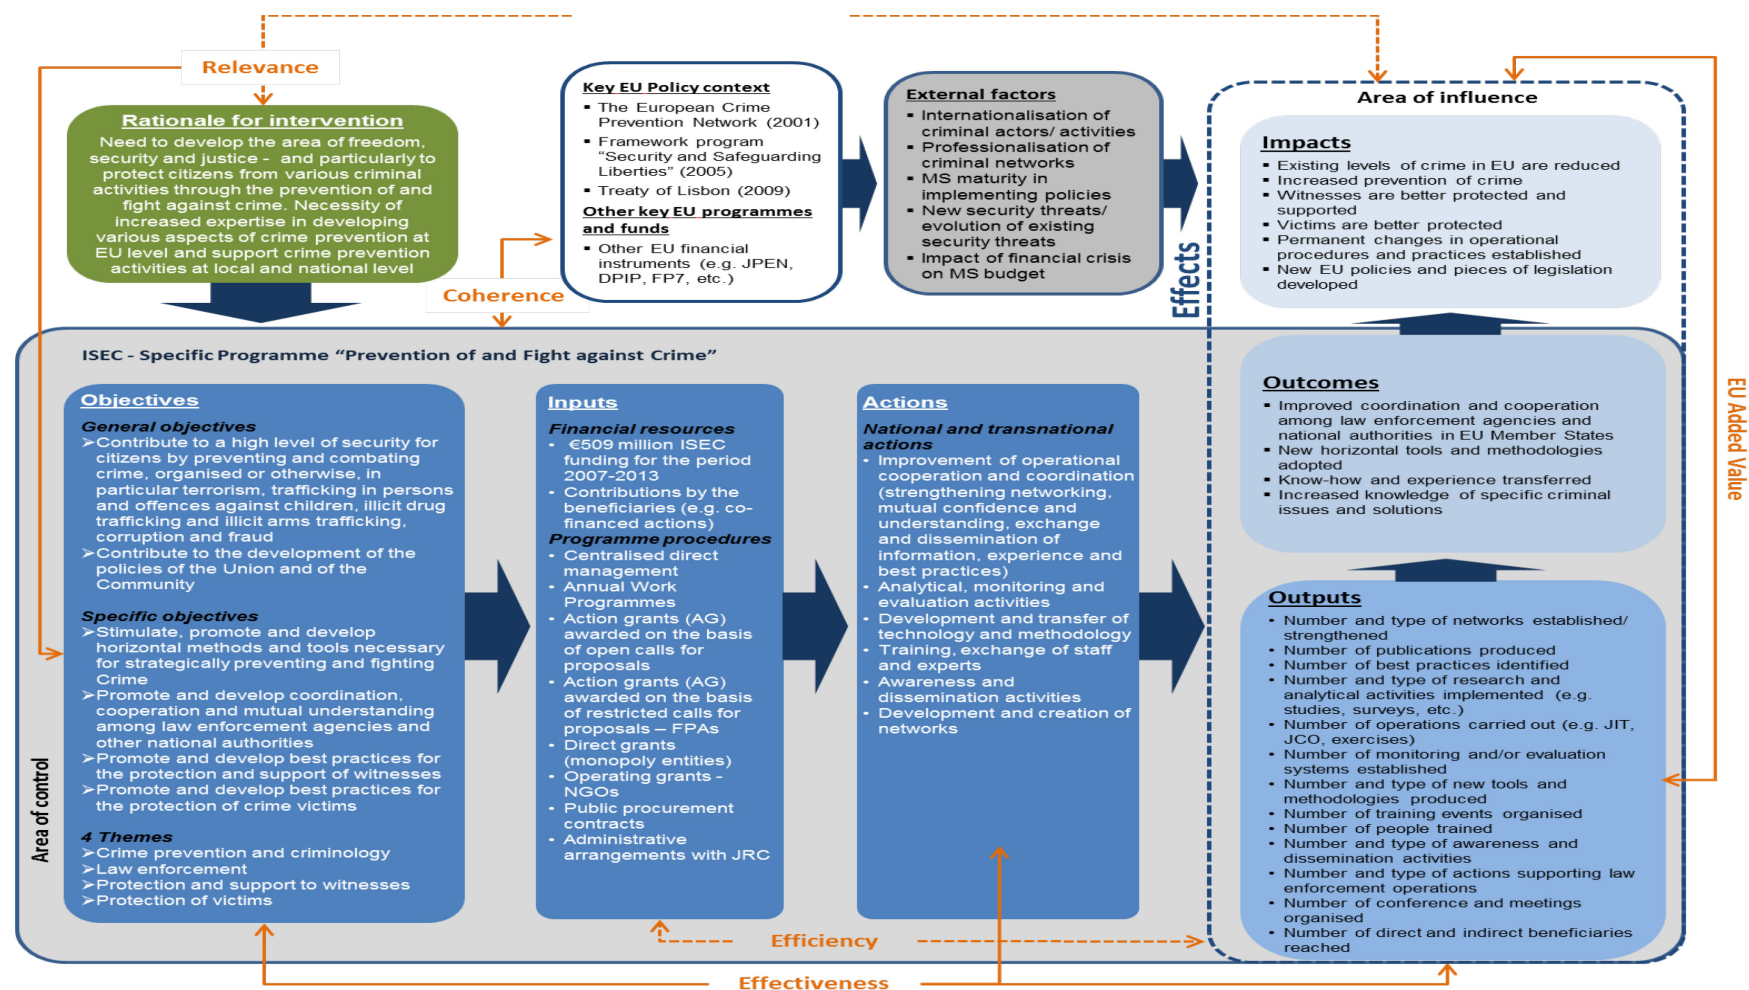 Relevance
Rationale for intervention
Need to develop the area of freedom,
security and justice - and particularly to
protect citizens from various criminal
activities through the prevention of and
fight against crime. Necessity of
increased expertise in developing
various aspects of crime prevention at
EU level and support crime prevention
activities at local and national level
Coherence
Key EU Policy context
▪ The European Crime
Prevention Network (2001)
▪ Framework program
“Security and Safeguarding
Liberties” (2005)
▪ Treaty of Lisbon (2009)
Other key EU programmes
and funds
▪ Other EU financial
instruments (e.g. JPEN,
DPIP, FP7, etc.)
External factors
▪ Internationalisation of
criminal actors/ activities
▪ Professionalisation of
criminal networks
▪ MS maturity in
implementing policies
▪ New security threats/
evolution of existing
security threats
▪ Impact of financial crisis
on MS budget
Effects
Area of influence
Impacts
▪ Existing levels of crime in EU are reduced
▪ Increased prevention of crime
▪ Witnesses are better protected and
supported
▪ Victims are better protected
▪ Permanent changes in operational
procedures and practices established
▪ New EU policies and pieces of legislation
developed
ISEC - Specific Programme “Prevention of and Fight against Crime”
Area of control
Objectives
General objectives
➢Contribute to a high level of security for
citizens by preventing and combating
crime, organised or otherwise, in
particular terrorism, trafficking in persons
and offences against children, illicit drug
trafficking and illicit arms trafficking,
corruption and fraud
➢Contribute to the development of the
policies of the Union and of the
Community
Specific objectives
➢Stimulate, promote and develop
horizontal methods and tools necessary
for strategically preventing and fighting
Crime
➢Promote and develop coordination,
cooperation and mutual understanding
among law enforcement agencies and
other national authorities
➢Promote and develop best practices for
the protection and support of witnesses
➢Promote and develop best practices for
the protection of crime victims
4 Themes
➢Crime prevention and criminology
➢Law enforcement
➢Protection and support to witnesses
➢Protection of victims
Inputs
Financial resources
• €509 million ISEC
funding for the period
2007-2013
• Contributions by the
beneficiaries (e.g. co-
financed actions)
Programme procedures
• Centralised direct
management
• Annual Work
Programmes
• Action grants (AG)
awarded on the basis
of open calls for
proposals
• Action grants (AG)
awarded on the basis
of restricted calls for
proposals – FPAs
• Direct grants
(monopoly entities)
• Operating grants -
NGOs
• Public procurement
contracts
• Administrative
arrangements with JRC
Actions
National and transnational
actions
• Improvement of operational
cooperation and coordination
(strengthening networking,
mutual confidence and
understanding, exchange
and dissemination of
information, experience and
best practices)
• Analytical, monitoring and
evaluation activities
• Development and transfer of
technology and methodology
• Training, exchange of staff
and experts
• Awareness and
dissemination activities
• Development and creation of
networks
Outcomes
▪ Improved coordination and cooperation
among law enforcement agencies and
national authorities in EU Member States
▪ New horizontal tools and methodologies
adopted
▪ Know-how and experience transferred
▪ Increased knowledge of specific criminal
issues and solutions
Outputs
• Number and type of networks established/
strengthened
• Number of publications produced
• Number of best practices identified
• Number and type of research and
analytical activities implemented (e.g.
studies, surveys, etc.)
• Number of operations carried out (e.g. JIT,
JCO, exercises)
• Number of monitoring and/or evaluation
systems established
• Number and type of new tools and
methodologies produced
• Number of training events organised
• Number of people trained
• Number and type of awareness and
dissemination activities
• Number and type of actions supporting law
enforcement operations
• Number of conference and meetings
organised
• Number of direct and indirect beneficiaries
reached
EU Added Value
Efficiency
Effectiveness